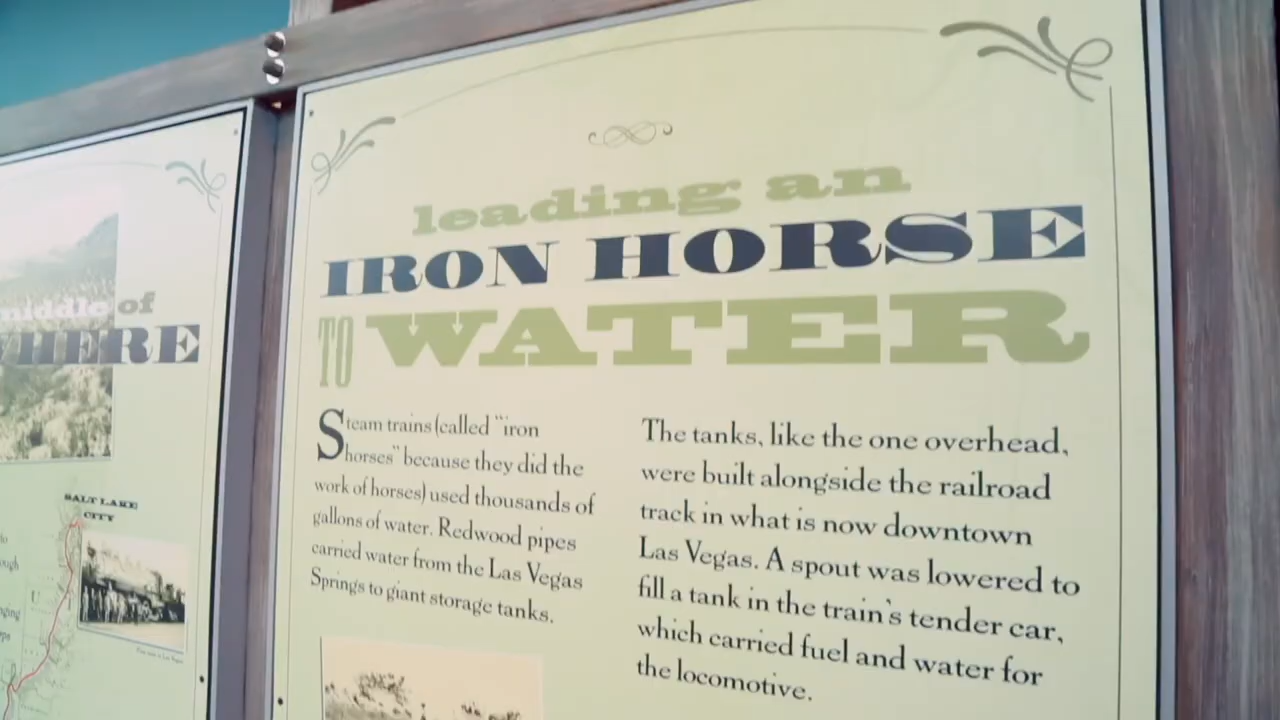 middle of
HERE
SALT LAKE
CITY
leading an
IRON HORSE
TO WATER
Steam trains (called "iron
horses" because they did the
work of horses) used thousands of
gallons of water. Redwood pipes
carried water from the Las Vegas
Springs to giant storage tanks.
The tanks, like the one overhead,
were built alongside the railroad
track in what is now downtown
Las Vegas. A spout was lowered to
fill a tank in the train's tender car,
which carried fuel and water for
the locomotive.